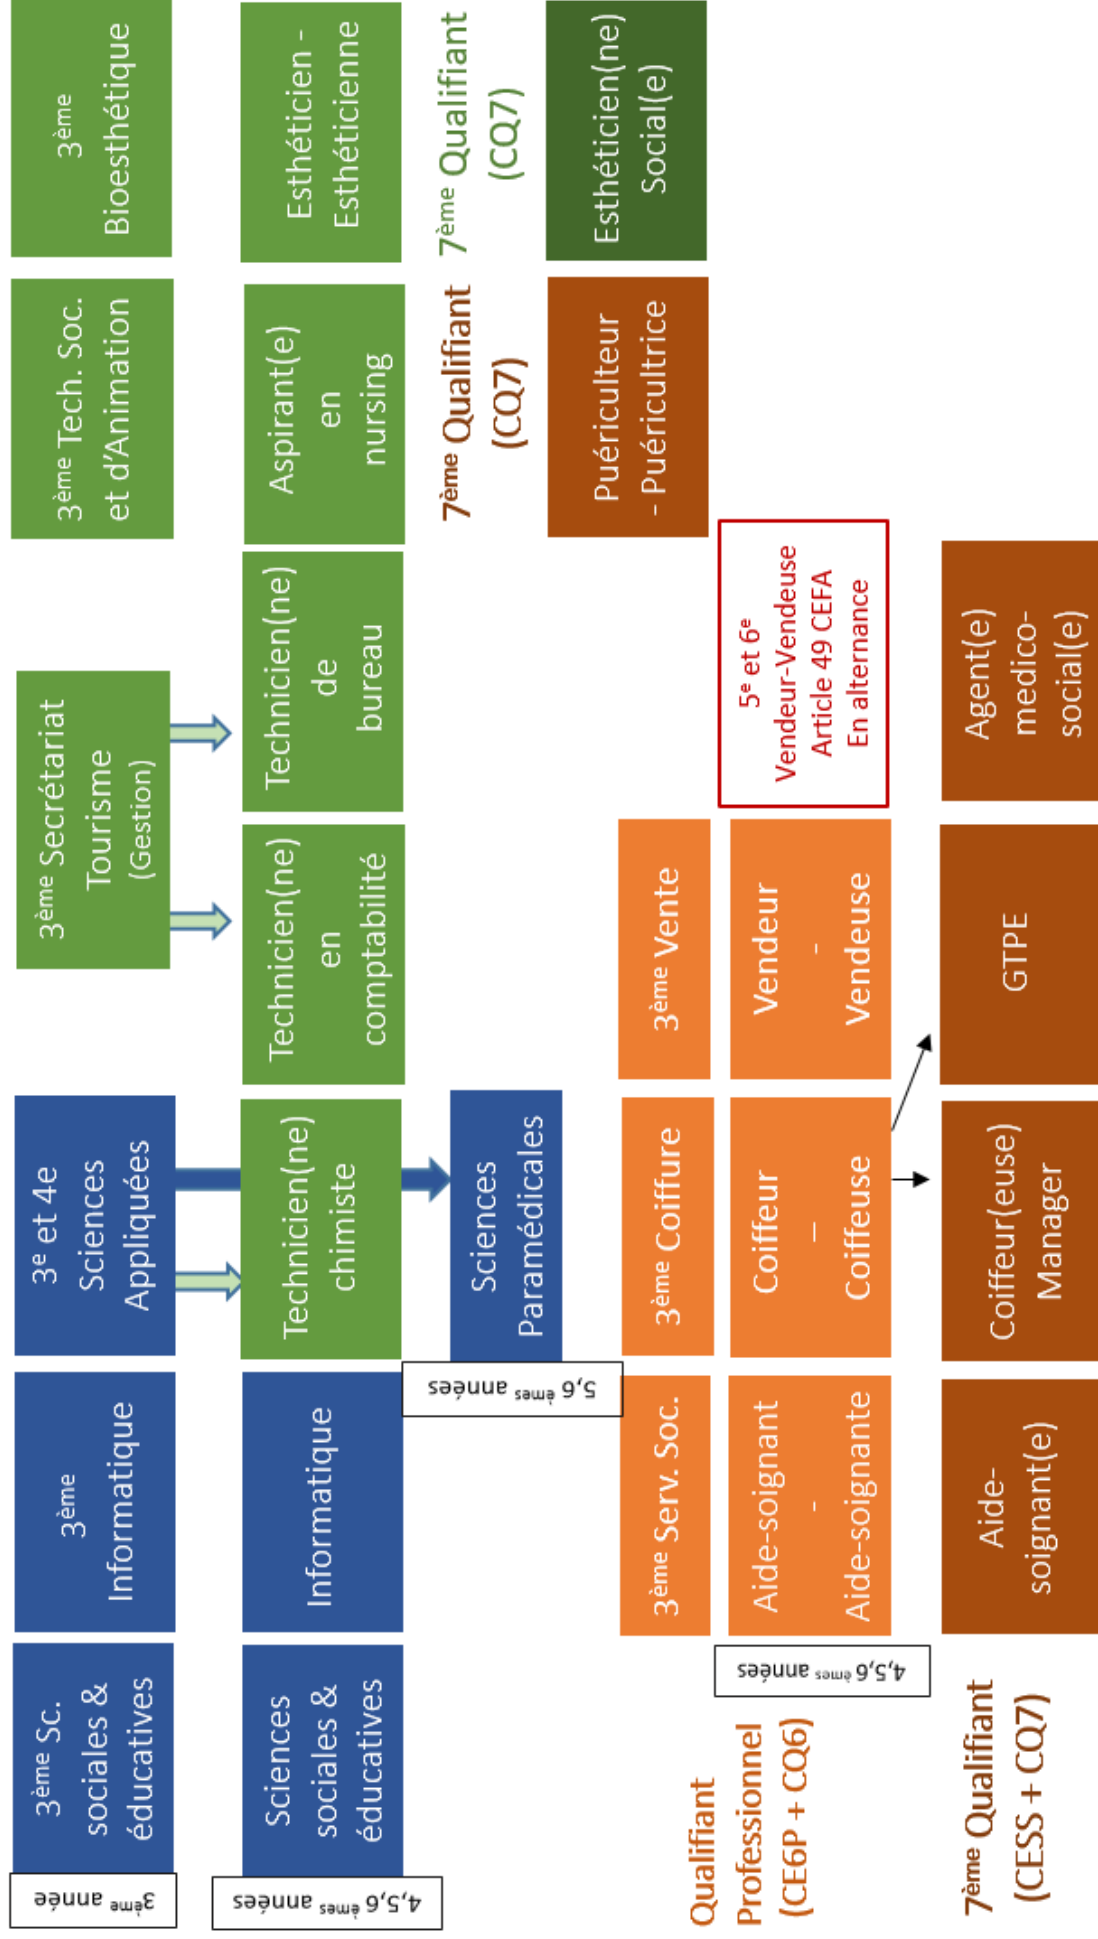 3ème année
3ème Sc.
sociales &
éducatives
3ème
Informatique
3e et 4e
Sciences
Appliquées
3ème Secrétariat
Tourisme
(Gestion)
3ème Tech. Soc.
et d'Animation
3ème
Bioesthétique
4,5,6 èmes années
Sciences
sociales &
éducatives
Informatique
Technicien(ne)
chimiste
Technicien(ne)
en
comptabilité
Technicien(ne)
de
bureau
Aspirant(e)
en
nursing
Esthéticien -
Esthéticienne
5,6 èmes années
Sciences
Paramédicales
7ème Qualifiant
(CQ7)
7ème Qualifiant
(CQ7)
Puériculteur
- Puéricultrice
Esthéticien(ne)
Social(e)
Qualifiant
Professionnel
(CE6P + CQ6)
3ème Serv. Soc.
3ème Coiffure
3ème Vente
4,5,6 èmes années
Aide-soignant
-
Aide-soignante
Coiffeur
–
Coiffeuse
Vendeur
-
Vendeuse
5e et 6e
Vendeur-Vendeuse
Article 49 CEFA
En alternance
7ème Qualifiant
(CESS + CQ7)
Aide-
soignant(e)
Coiffeur(euse)
Manager
GTPE
Agent(e)
medico-
social(e)